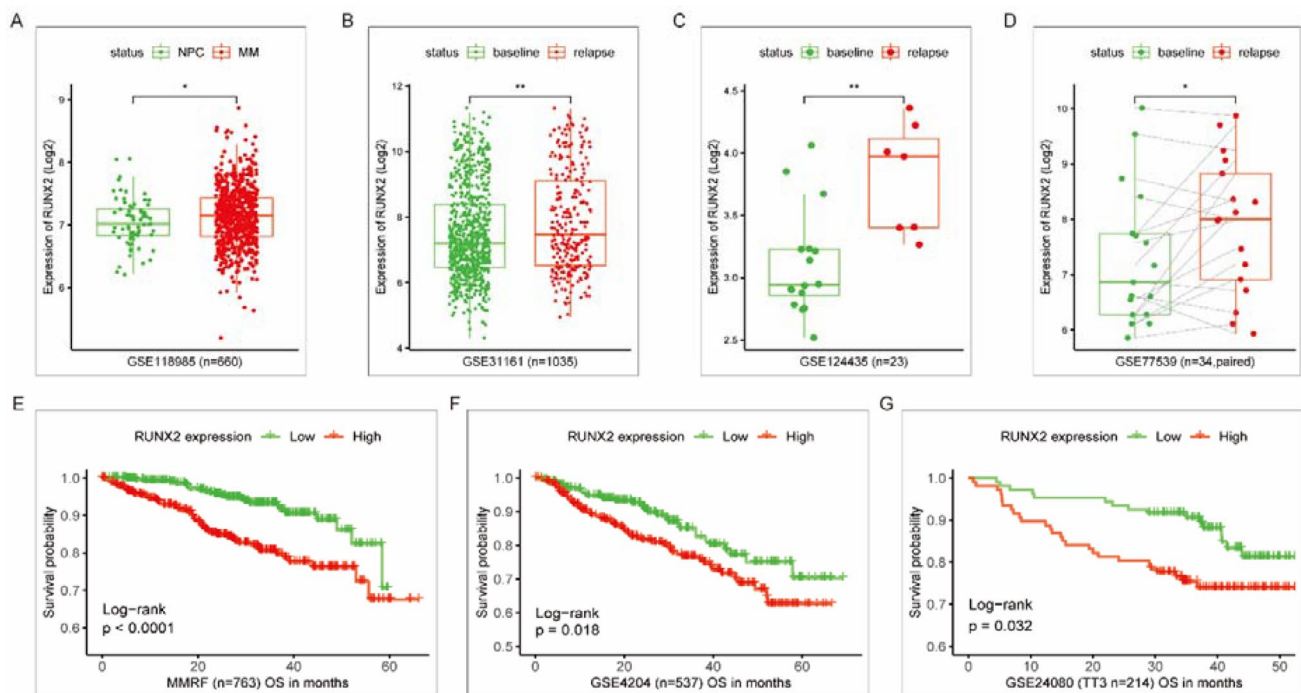 A
status NPC MM
*
Expression of RUNX2 (Log2)
9
8
7
6
GSE118985 (n=660)
B
status baseline relapse
**
Expression of RUNX2 (Log2)
12
10
8
6
4
GSE31161 (n=1035)
C
status baseline relapse
**
Expression of RUNX2 (Log2)
4.0
3.5
3.0
2.5
GSE124435 (n=23)
D
status baseline relapse
*
Expression of RUNX2 (Log2)
10
9
8
7
6
GSE77539 (n=34,paired)
E
RUNX2 expression Low High
Survival probability
1.0
0.9
0.8
0.7
0.6
Log-rank
p < 0.0001
0 20 40 60
MMRF (n=763) OS in months
F
RUNX2 expression Low High
Survival probability
1.0
0.9
0.8
0.7
0.6
0.5
Log-rank
p = 0.018
0 20 40 60
GSE4204 (n=537) OS in months
G
RUNX2 expression Low High
Survival probability
1.0
0.9
0.8
0.7
0.6
Log-rank
p = 0.032
0 10 20 30 40 50
GSE24080 (TT3 n=214) OS in months